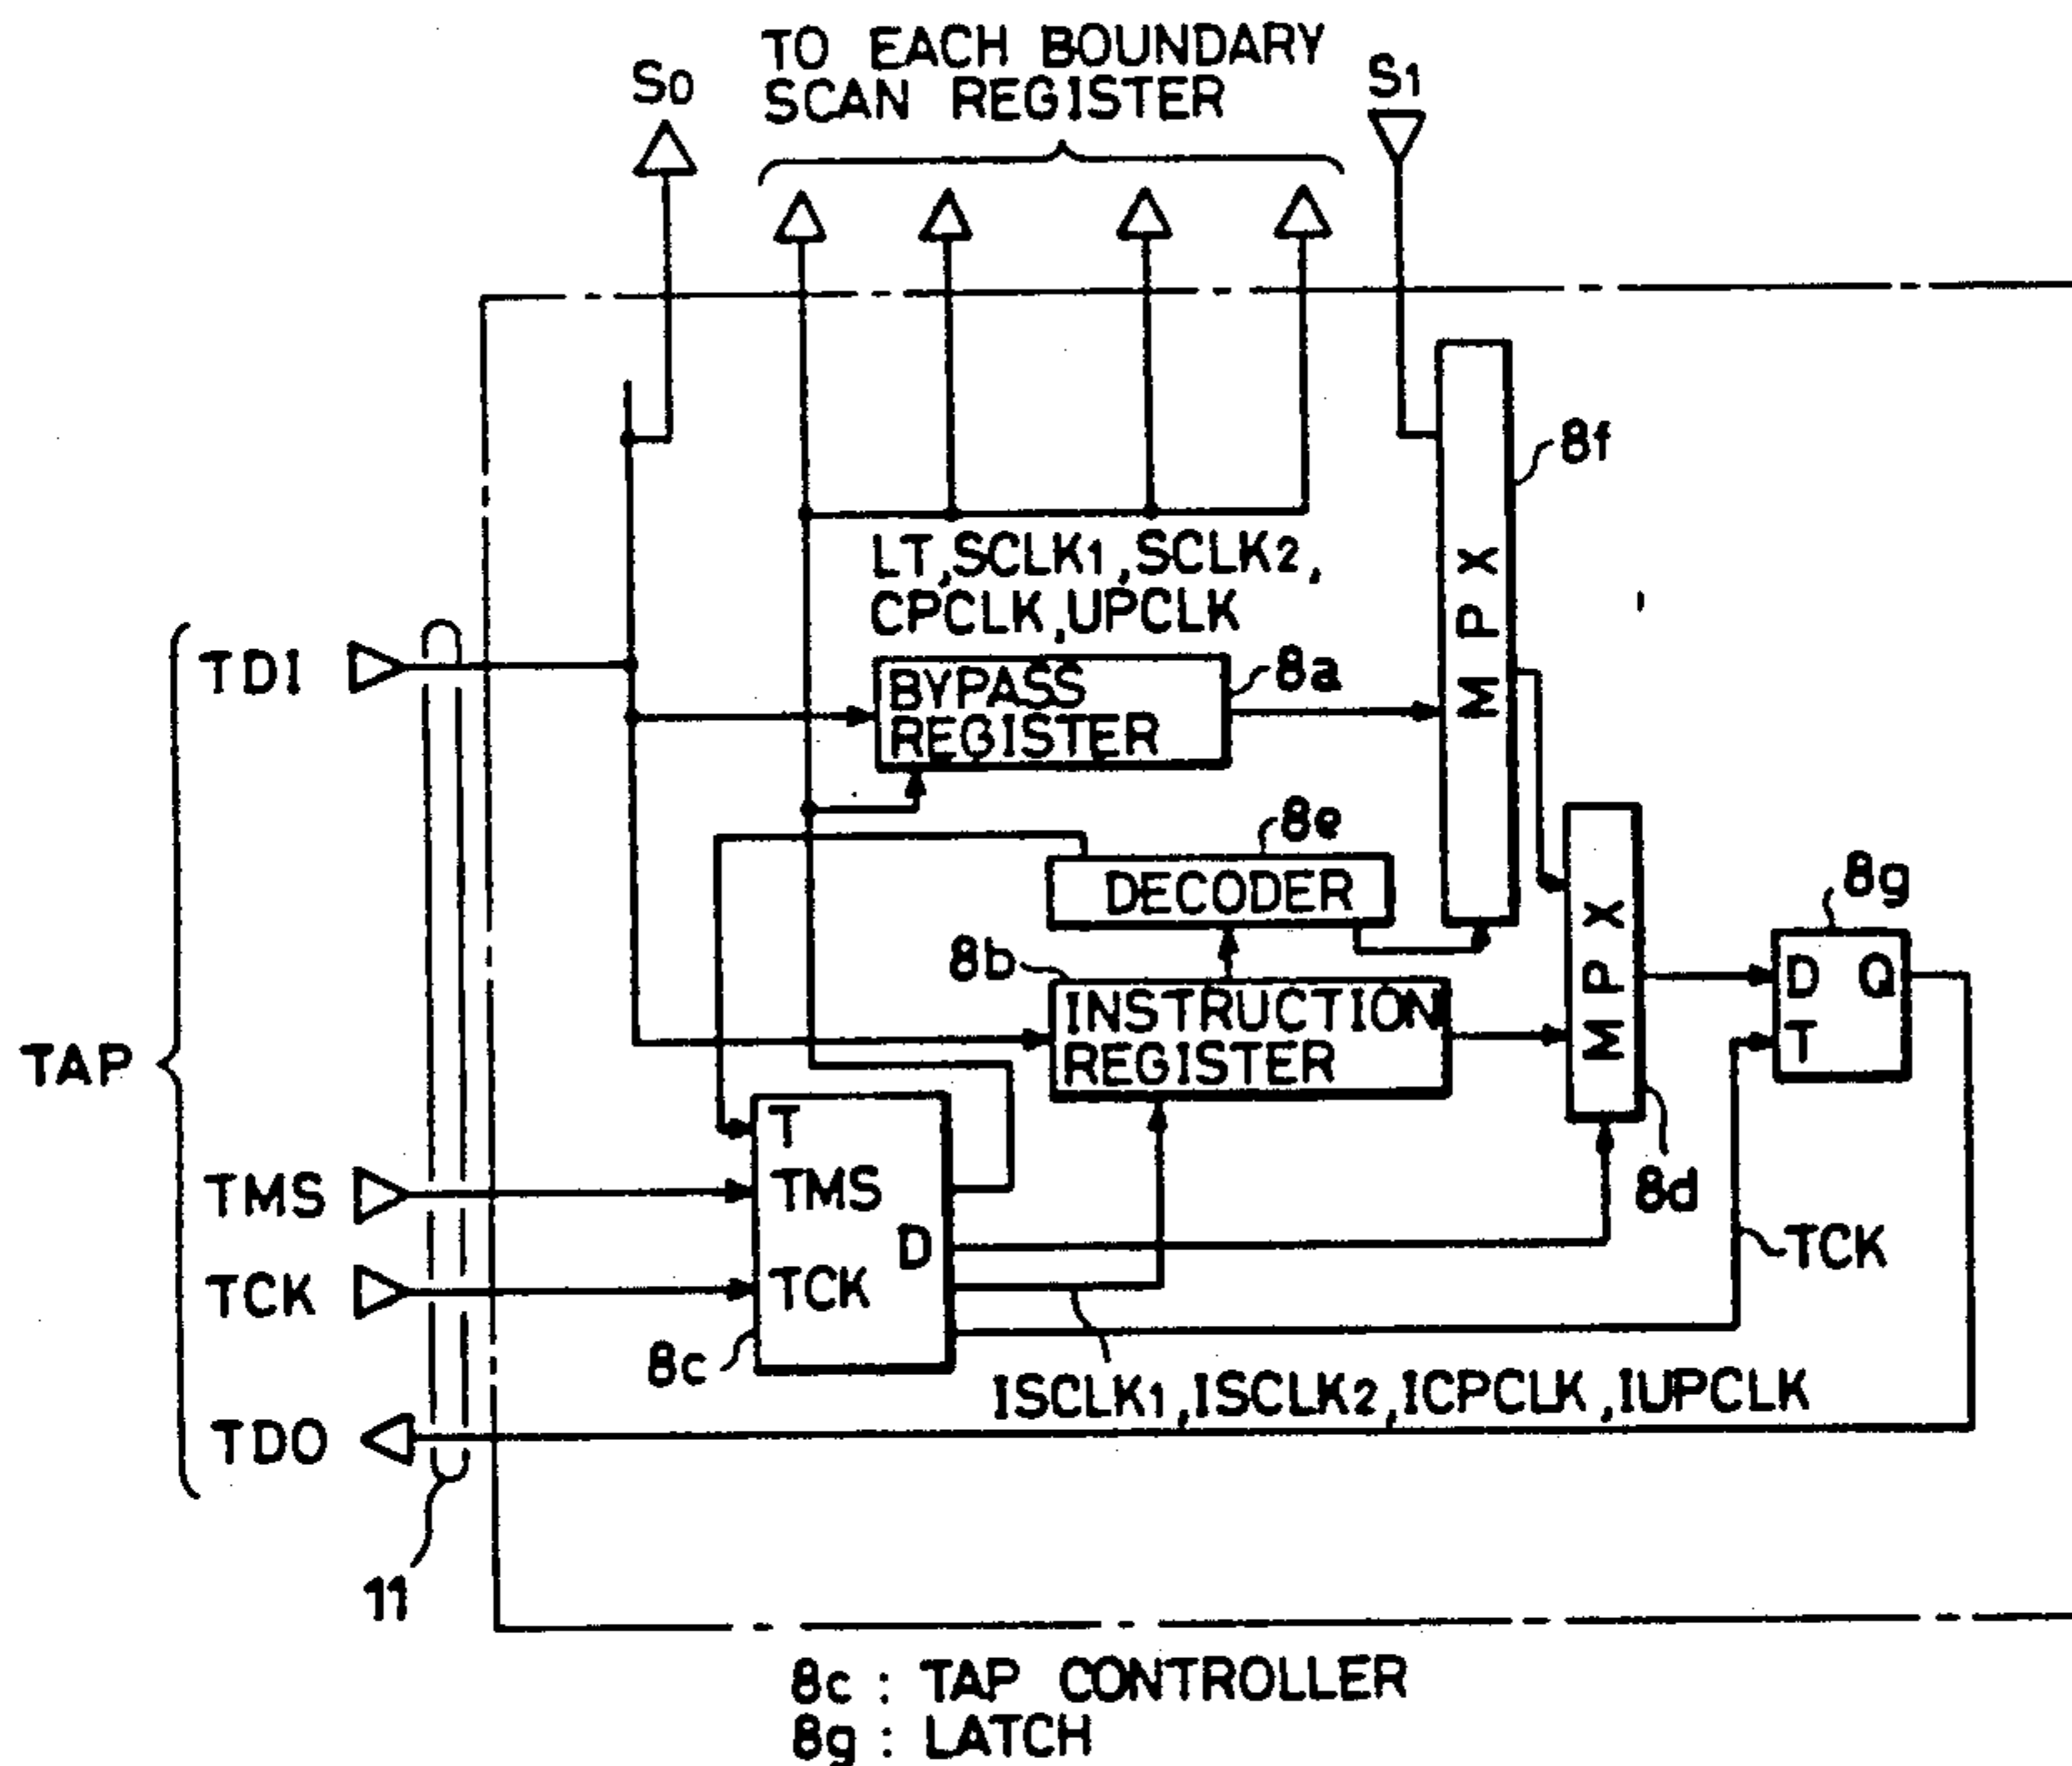 TO EACH BOUNDARY
SCAN REGISTER
S0
S1
8f
LT,SCLK1,SCLK2,
CPCLK,UPCLK
MPX
TDI
BYPASS
REGISTER
8a
8e
DECODER
8g
8b
MPX
D Q
T
INSTRUCTION
REGISTER
TAP
T
TMS
TMS
8d
D
TCK
TCK
TCK
8c
ISCLK1,ISCLK2,ICPCLK,IUPCLK
TDO
11
8c : TAP CONTROLLER
8g : LATCH